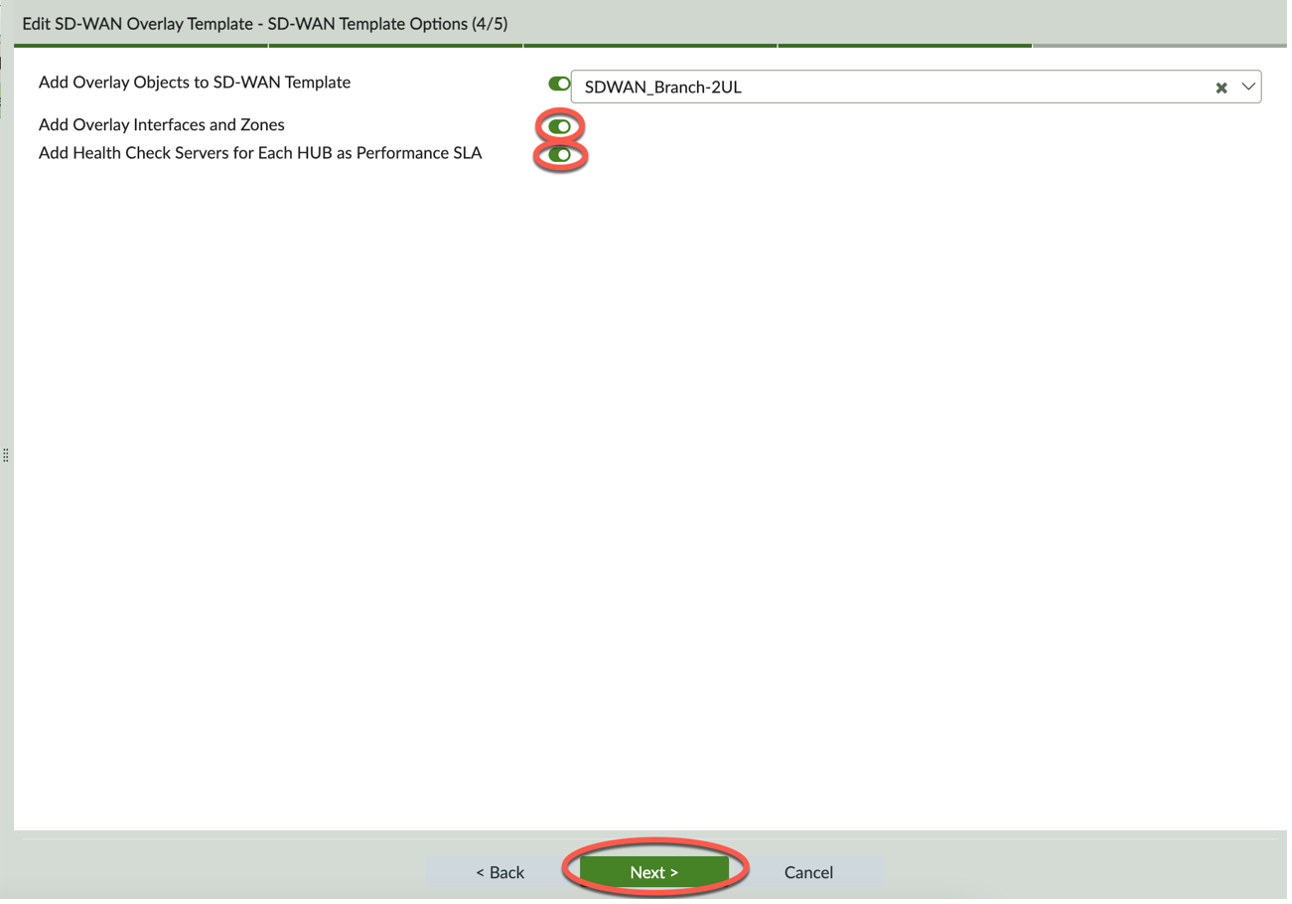 Edit SD-WAN Overlay Template - SD-WAN Template Options (4/5)
Add Overlay Objects to SD-WAN Template
SDWAN_Branch-2UL
Add Overlay Interfaces and Zones
Add Health Check Servers for Each HUB as Performance SLA
< Back
Next >
Cancel